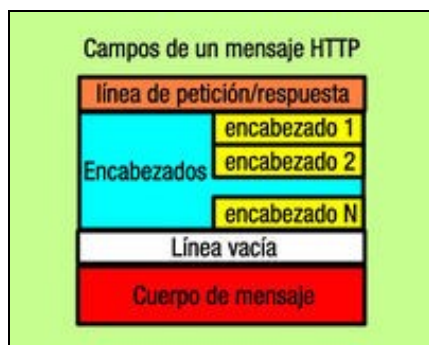 Campos de un mensaje HTTP
línea de petición/respuesta
encabezado 1
Encabezados
encabezado 2
encabezado N
Línea vacía
Cuerpo de mensaje